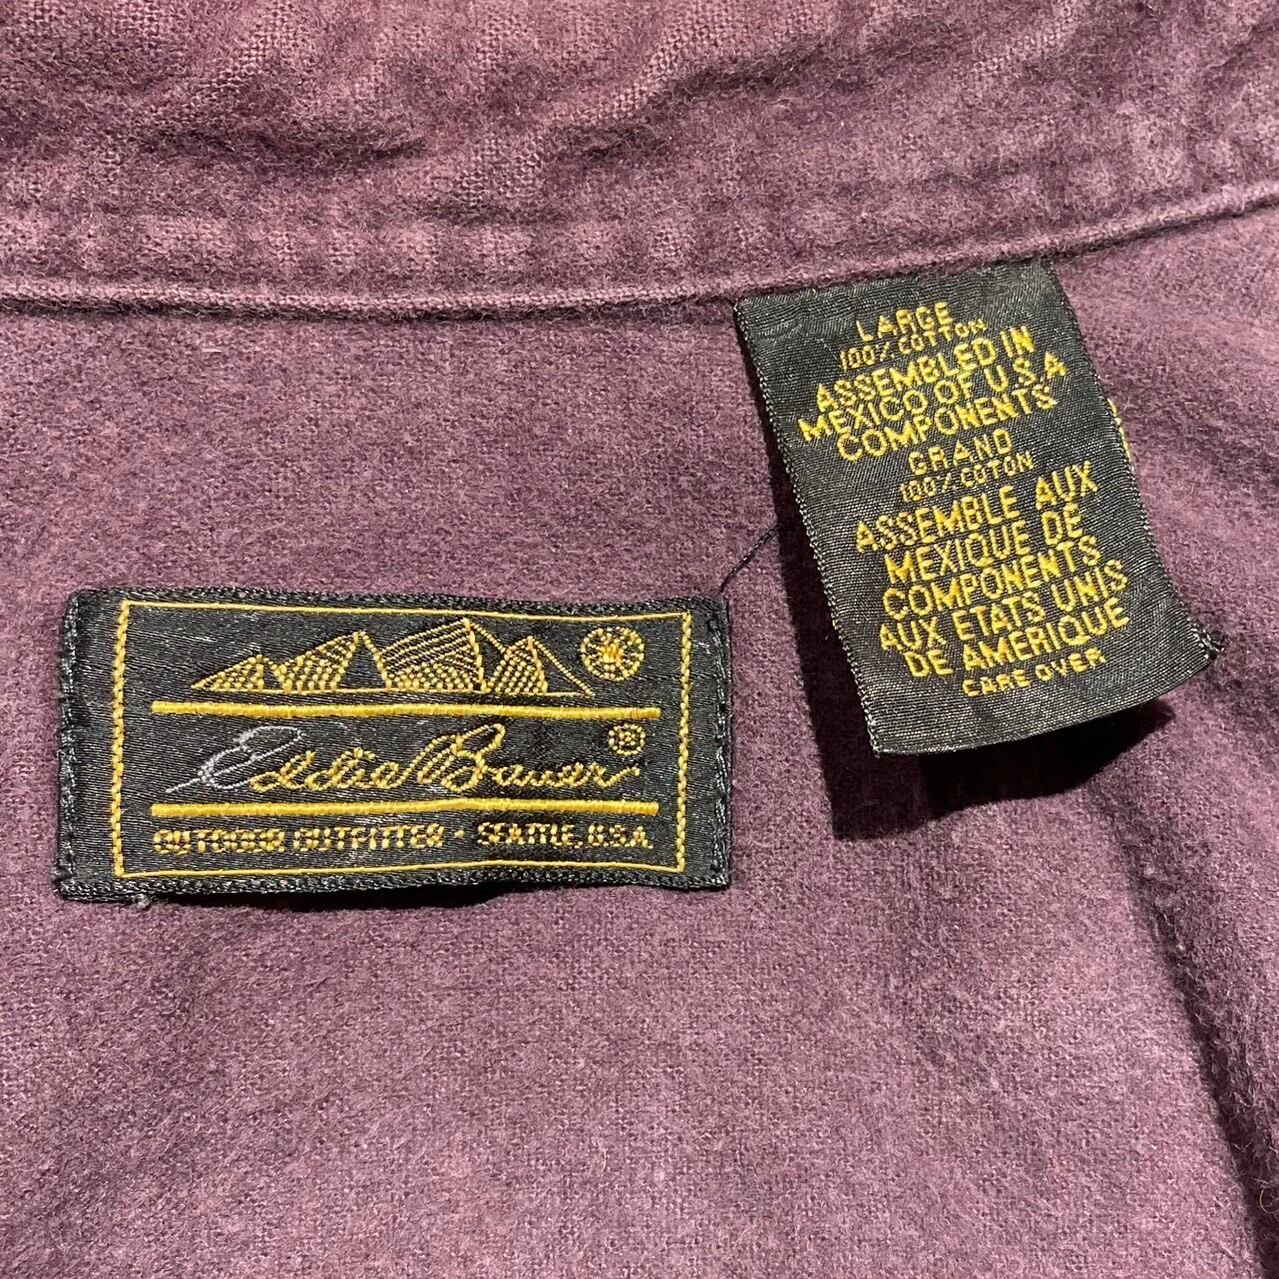 Eddie Bauer ®
OUTDOOR OUTFITTER · SEATTLE, U.S.A.
LARGE
100% COTTON
ASSEMBLED IN
MEXICO OF U.S.A
COMPONENTS
GRAND
100% COTON
ASSEMBLE AUX
MEXIQUE DE
COMPONENTS
AUX ETATS UNIS
DE AMÉRIQUE
CARE OVER